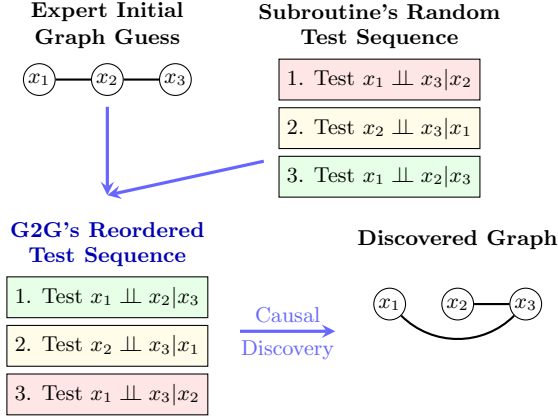 Expert Initial
Graph Guess
x₁ x₂ x₃
Subroutine's Random
Test Sequence
1. Test x₁ ⫫ x₃|x₂
2. Test x₂ ⫫ x₃|x₁
3. Test x₁ ⫫ x₂|x₃
G2G's Reordered
Test Sequence
1. Test x₁ ⫫ x₂|x₃
2. Test x₂ ⫫ x₃|x₁
3. Test x₁ ⫫ x₃|x₂
Causal
Discovery
Discovered Graph
x₁ x₂ x₃